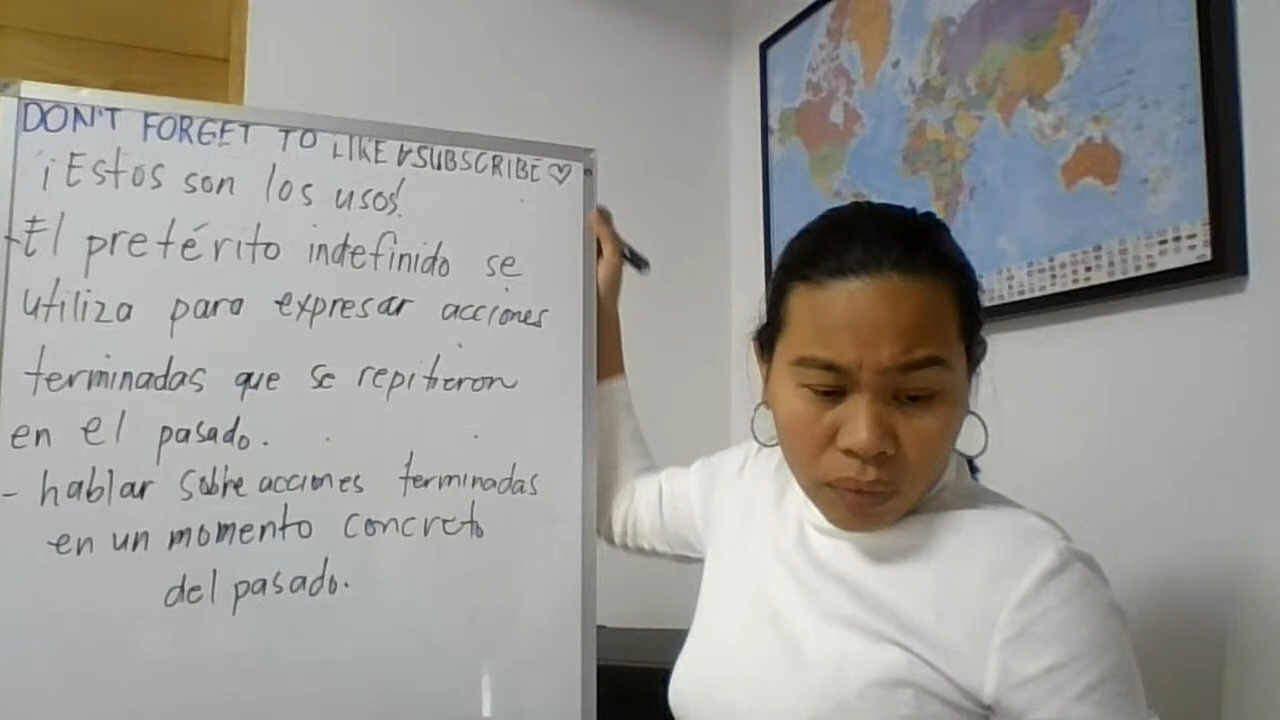 DON'T FORGET TO LIKE & SUBSCRIBE ♡
¡Estos son los usos!
- El pretérito indefinido se
utiliza para expresar acciones
terminadas que se repitieron
en el pasado.
- hablar sobre acciones terminadas
en un momento concreto
del pasado.